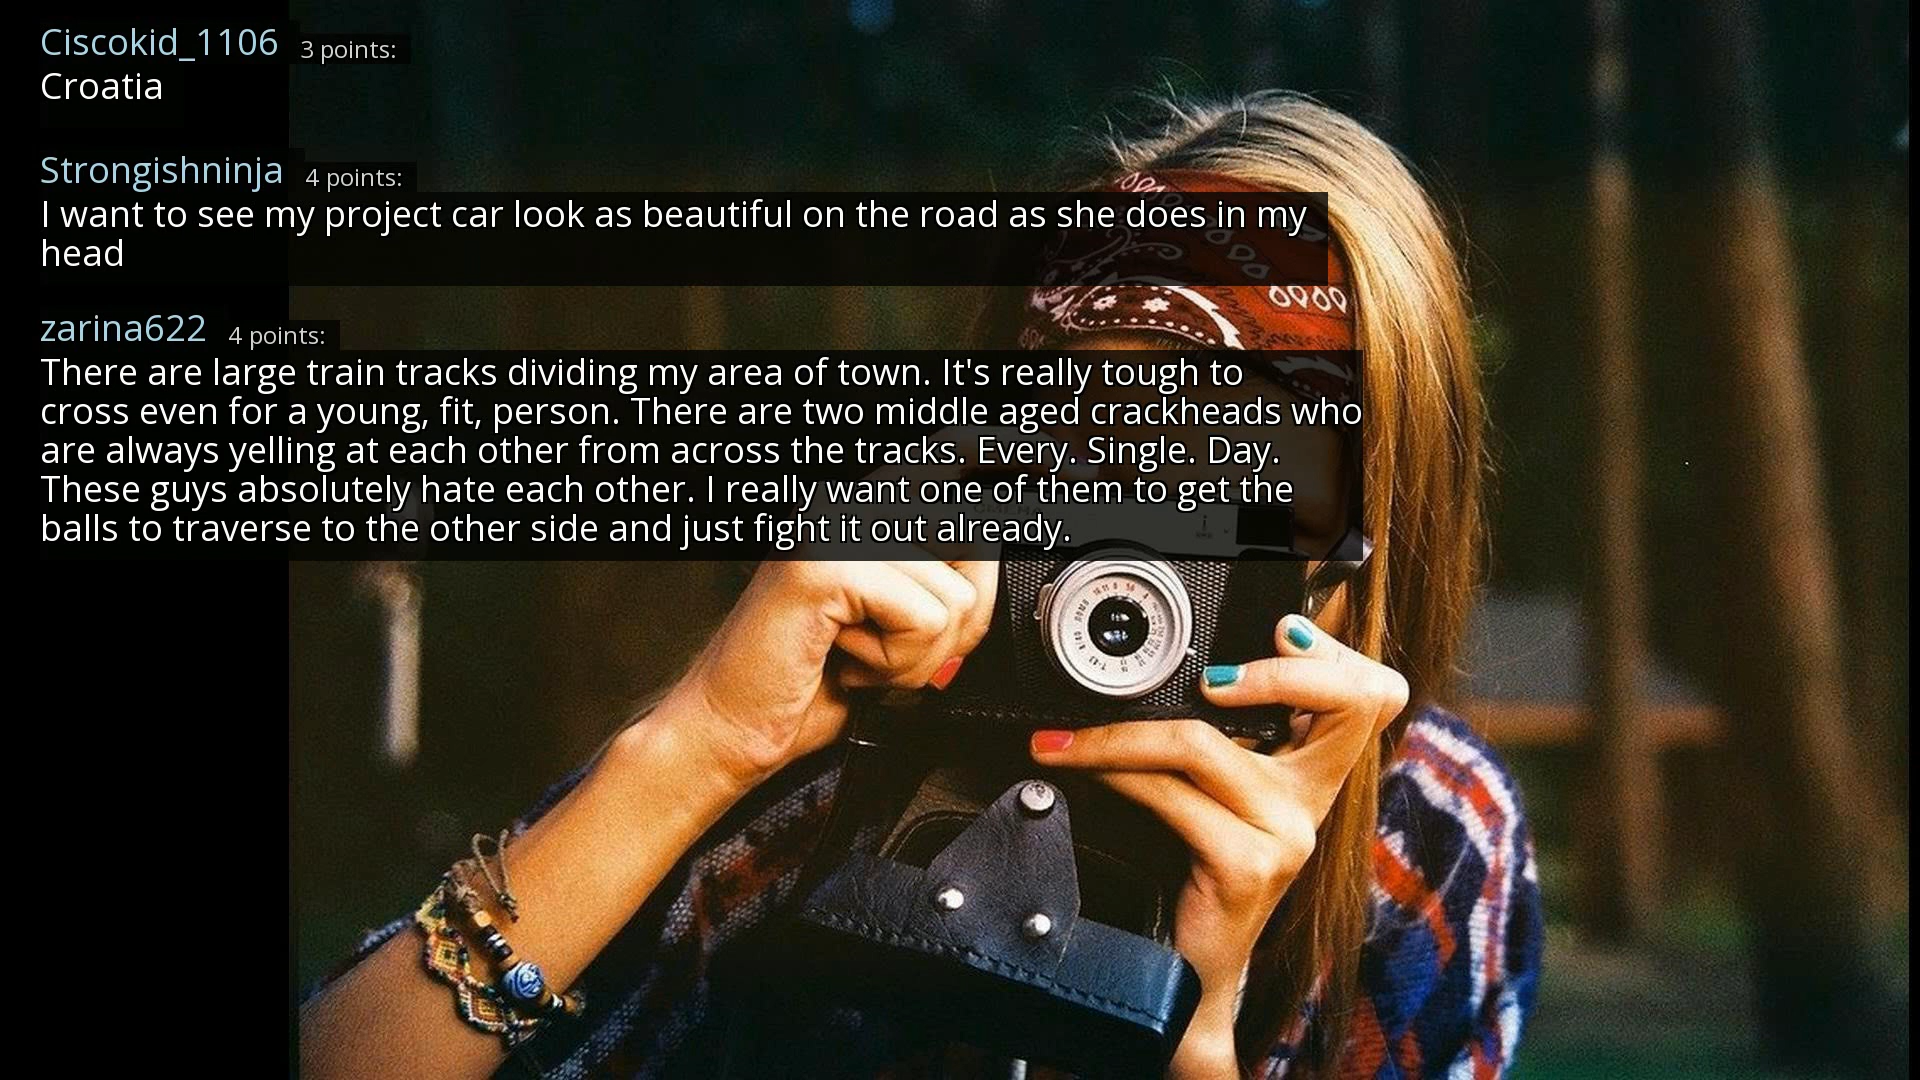 Ciscokid_1106 3 points:
Croatia
Strongishninja 4 points:
I want to see my project car look as beautiful on the road as she does in my
head
zarina622 4 points:
There are large train tracks dividing my area of town. It's really tough to
cross even for a young, fit, person. There are two middle aged crackheads who
are always yelling at each other from across the tracks. Every. Single. Day.
These guys absolutely hate each other. I really want one of them to get the
balls to traverse to the other side and just fight it out already.